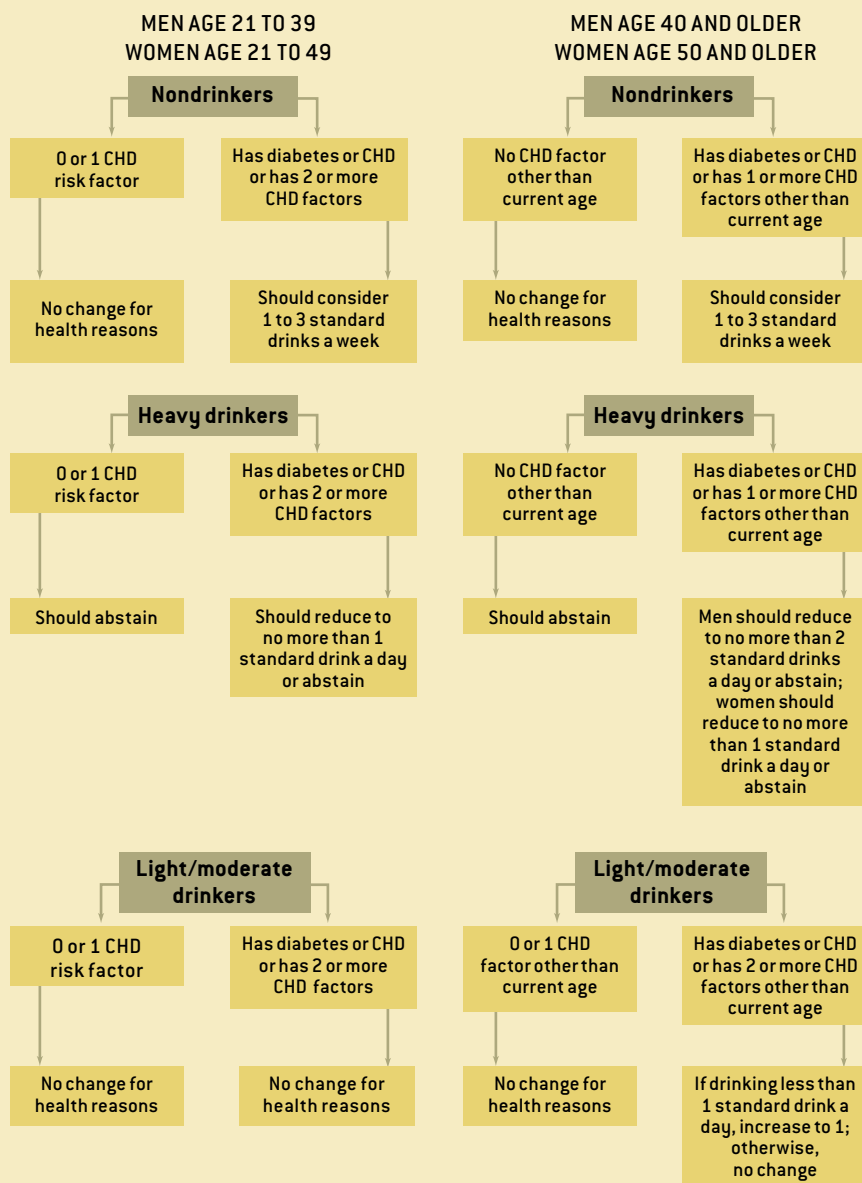 MEN AGE 21 TO 39
WOMEN AGE 21 TO 49
Nondrinkers
0 or 1 CHD
risk factor
Has diabetes or CHD
or has 2 or more
CHD factors
No change for
health reasons
Should consider
1 to 3 standard
drinks a week
Heavy drinkers
0 or 1 CHD
risk factor
Has diabetes or CHD
or has 2 or more
CHD factors
Should abstain
Should reduce to
no more than 1
standard drink a day
or abstain
Light/moderate
drinkers
0 or 1 CHD
risk factor
Has diabetes or CHD
or has 2 or more
CHD factors
No change for
health reasons
No change for
health reasons
MEN AGE 40 AND OLDER
WOMEN AGE 50 AND OLDER
Nondrinkers
No CHD factor
other than
current age
Has diabetes or CHD
or has 1 or more CHD
factors other than
current age
No change for
health reasons
Should consider
1 to 3 standard
drinks a week
Heavy drinkers
No CHD factor
other than
current age
Has diabetes or CHD
or has 1 or more CHD
factors other than
current age
Should abstain
Men should reduce
to no more than 2
standard drinks
a day or abstain;
women should
reduce to no more
than 1 standard
drink a day or
abstain
Light/moderate
drinkers
0 or 1 CHD
factor other than
current age
Has diabetes or CHD
or has 2 or more CHD
factors other than
current age
No change for
health reasons
If drinking less than
1 standard drink a
day, increase to 1;
otherwise,
no change